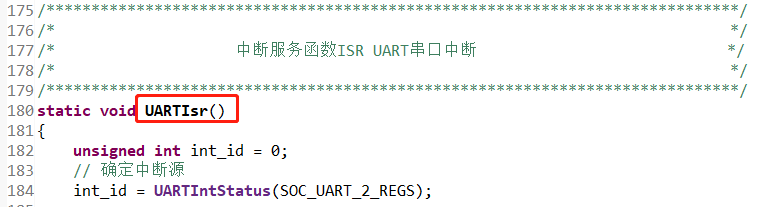 175 /*****************************************************************************/
176 /*                                                                           */
177 /*                      中断服务函数ISR UART串口中断                            */
178 /*                                                                           */
179 /*****************************************************************************/
180 static void UARTIsr()
181 {
182     unsigned int int_id = 0;
183     // 确定中断源
184     int_id = UARTIntStatus(SOC_UART_2_REGS);